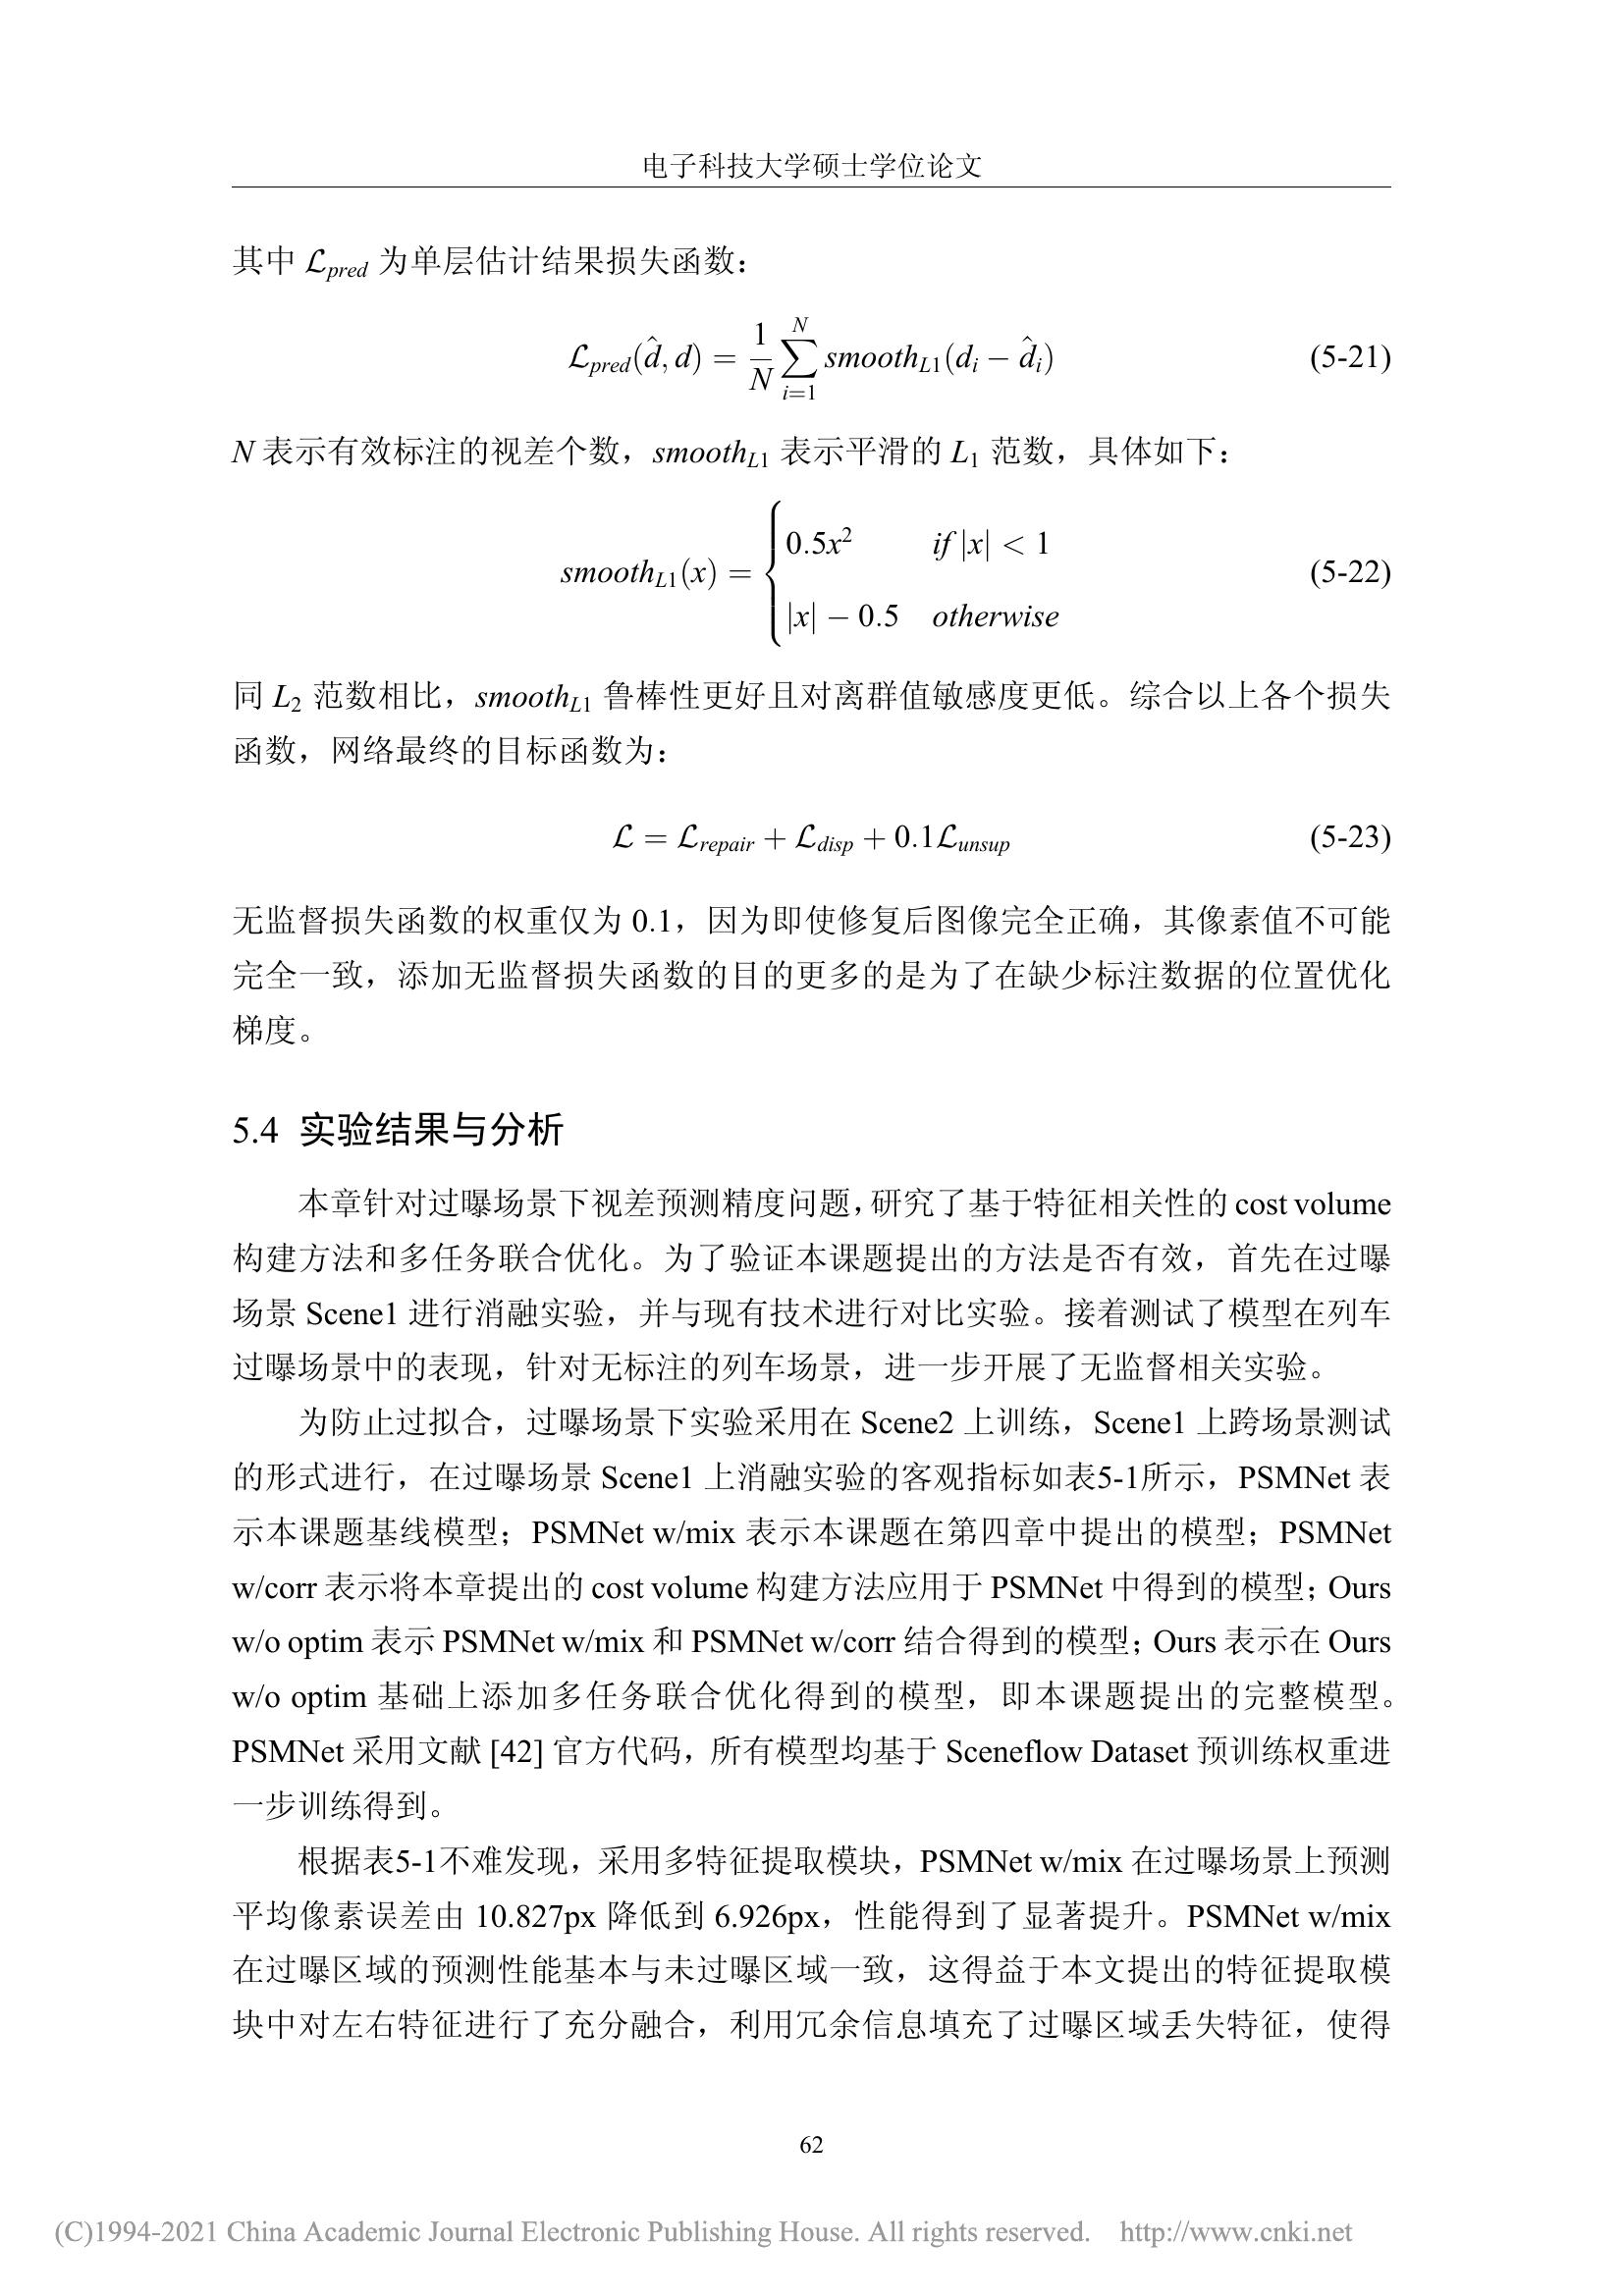 电子科技大学硕士学位论文
其中 ℒpred 为单层估计结果损失函数：
ℒpred(d̂, d) = 1/N ∑_{i=1}^{N} smooth_{L1}(d_i − d̂_i) (5-21)
N 表示有效标注的视差个数，smooth_{L1} 表示平滑的 L_1 范数，具体如下：
smooth_{L1}(x) = { 0.5x² if |x| < 1
|x| − 0.5 otherwise (5-22)
同 L_2 范数相比，smooth_{L1} 鲁棒性更好且对离群值敏感度更低。综合以上各个损失
函数，网络最终的目标函数为：
ℒ = ℒ_{repair} + ℒ_{disp} + 0.1ℒ_{unsup} (5-23)
无监督损失函数的权重仅为 0.1，因为即使修复后图像完全正确，其像素值不可能
完全一致，添加无监督损失函数的目的更多的是为了在缺少标注数据的位置优化
梯度。
5.4 实验结果与分析
本章针对过曝场景下视差预测精度问题，研究了基于特征相关性的 cost volume
构建方法和多任务联合优化。为了验证本课题提出的方法是否有效，首先在过曝
场景 Scene1 进行消融实验，并与现有技术进行对比实验。接着测试了模型在列车
过曝场景中的表现，针对无标注的列车场景，进一步开展了无监督相关实验。
为防止过拟合，过曝场景下实验采用在 Scene2 上训练，Scene1 上跨场景测试
的形式进行，在过曝场景 Scene1 上消融实验的客观指标如表5-1所示，PSMNet 表
示本课题基线模型；PSMNet w/mix 表示本课题在第四章中提出的模型；PSMNet
w/corr 表示将本章提出的 cost volume 构建方法应用于 PSMNet 中得到的模型；Ours
w/o optim 表示 PSMNet w/mix 和 PSMNet w/corr 结合得到的模型；Ours 表示在 Ours
w/o optim 基础上添加多任务联合优化得到的模型，即本课题提出的完整模型。
PSMNet 采用文献 [42] 官方代码，所有模型均基于 Sceneflow Dataset 预训练权重进
一步训练得到。
根据表5-1不难发现，采用多特征提取模块，PSMNet w/mix 在过曝场景上预测
平均像素误差由 10.827px 降低到 6.926px，性能得到了显著提升。PSMNet w/mix
在过曝区域的预测性能基本与未过曝区域一致，这得益于本文提出的特征提取模
块中对左右特征进行了充分融合，利用冗余信息填充了过曝区域丢失特征，使得
62
(C)1994-2021 China Academic Journal Electronic Publishing House. All rights reserved. http://www.cnki.net